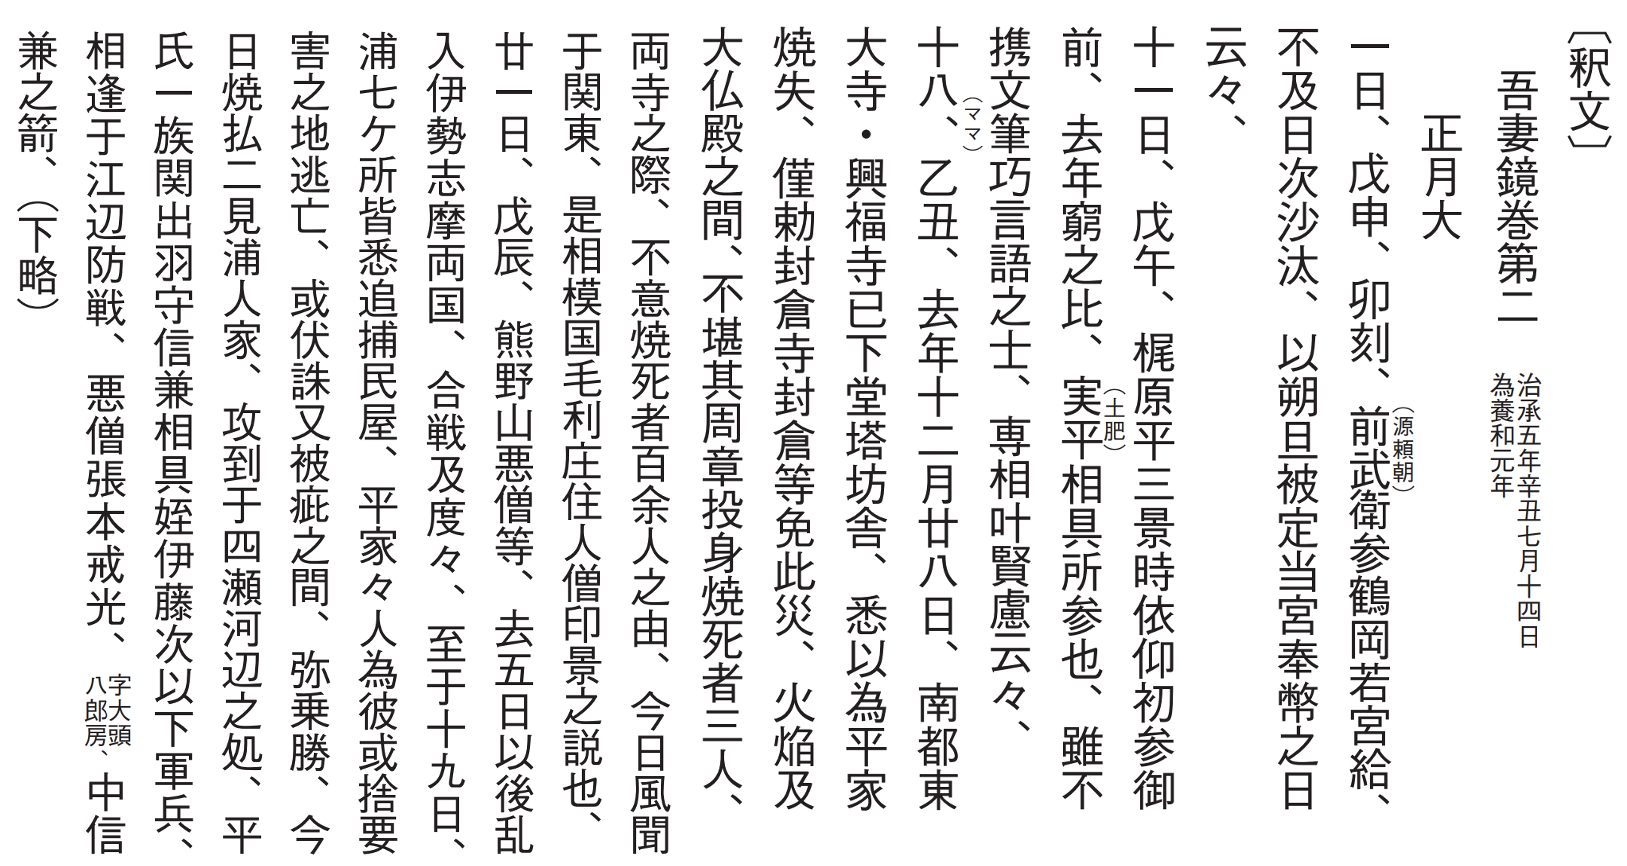 〔釈文〕
吾妻鏡巻第二 治承五年辛丑七月十四日
為養和元年
正月大
一日、戊申、卯刻、前武衛参鶴岡若宮給、
(源頼朝)
不及日次沙汰、以朔旦被定当宮奉幣之日
云々、
十一日、戊午、梶原平三景時依仰初参御
前、去年窮之比、実平相具所参也、雖不
(土肥)
携文筆巧言語之士、専相叶賢慮云々、
十八、乙丑、去年十二月廿八日、南都東
(ママ)
大寺・興福寺已下堂塔坊舎、悉以為平家
焼失、僅勅封倉寺封倉等免此災、火焔及
大仏殿之間、不堪其周章投身焼死者三人、
両寺之際、不意焼死者百余人之由、今日風聞
于関東、是相模国毛利庄住人僧印景之説也、
廿一日、戊辰、熊野山悪僧等、去五日以後乱
入伊勢志摩両国、合戦及度々、至于十九日、
浦七ケ所皆悉追捕民屋、平家々人為彼或捨要
害之地逃亡、或伏誅又被疵之間、弥乗勝、今
日焼払二見浦人家、攻到于四瀬河辺之処、平
氏一族関出羽守信兼相具姪伊藤次以下軍兵、
相逢于江辺防戦、悪僧張本戒光、字大頭八郎房、中信
兼之箭、(下略)